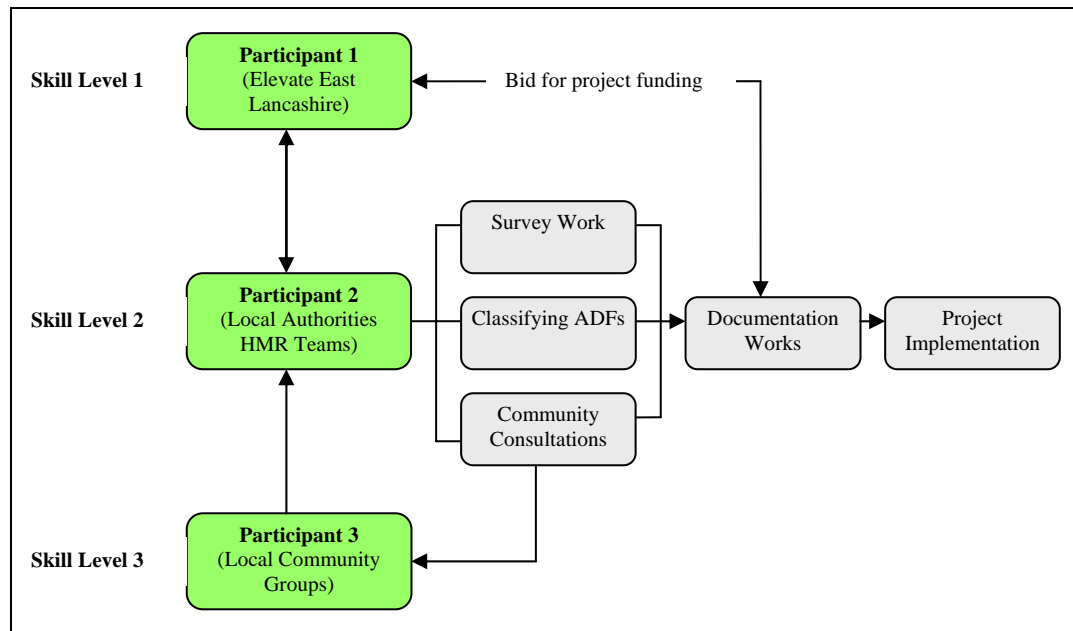 Skill Level 1
Participant 1
(Elevate East
Lancashire)
Bid for project funding
Survey Work
Skill Level 2
Participant 2
(Local Authorities
HMR Teams)
Classifying ADFs
Documentation
Works
Project
Implementation
Community
Consultations
Skill Level 3
Participant 3
(Local Community
Groups)